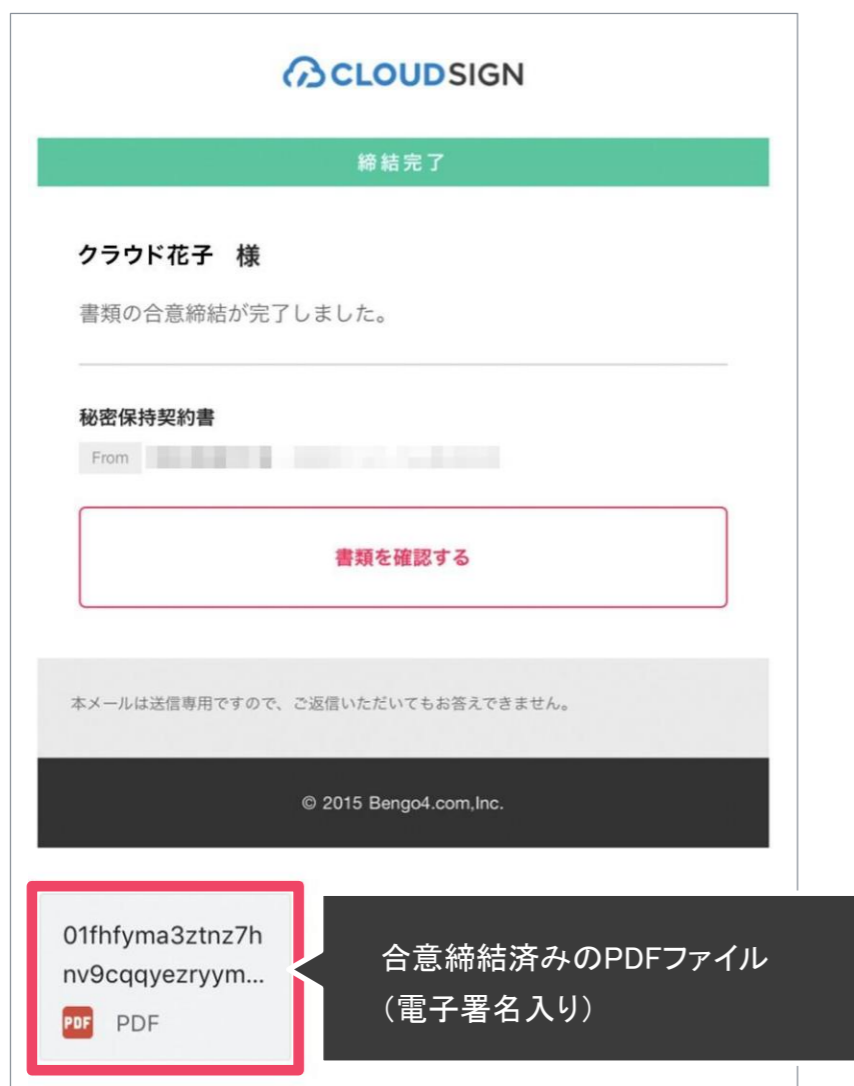 CLOUDSIGN
締結完了
クラウド花子 様
書類の合意締結が完了しました。
秘密保持契約書
From
書類を確認する
本メールは送信専用ですので、ご返信いただいてもお答えできません。
© 2015 Bengo4.com,Inc.
01fhfyma3ztnz7h
nv9cqqyezryym...
PDF PDF
合意締結済みのPDFファイル
（電子署名入り）